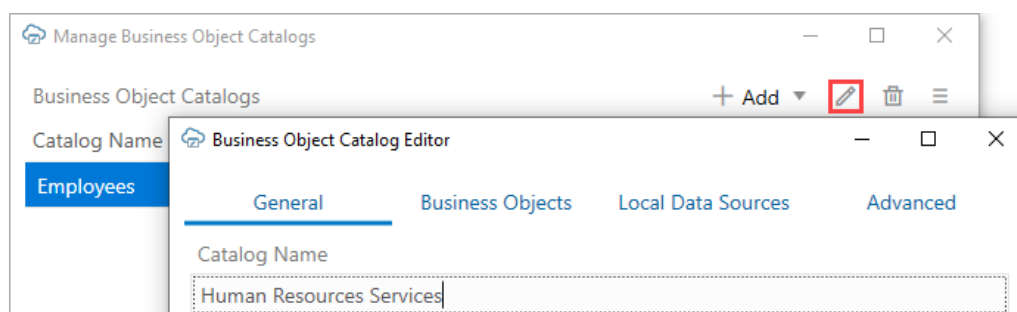 Manage Business Object Catalogs
Business Object Catalogs
Add
Catalog Name
Business Object Catalog Editor
Employees
General Business Objects Local Data Sources Advanced
Catalog Name
Human Resources Services